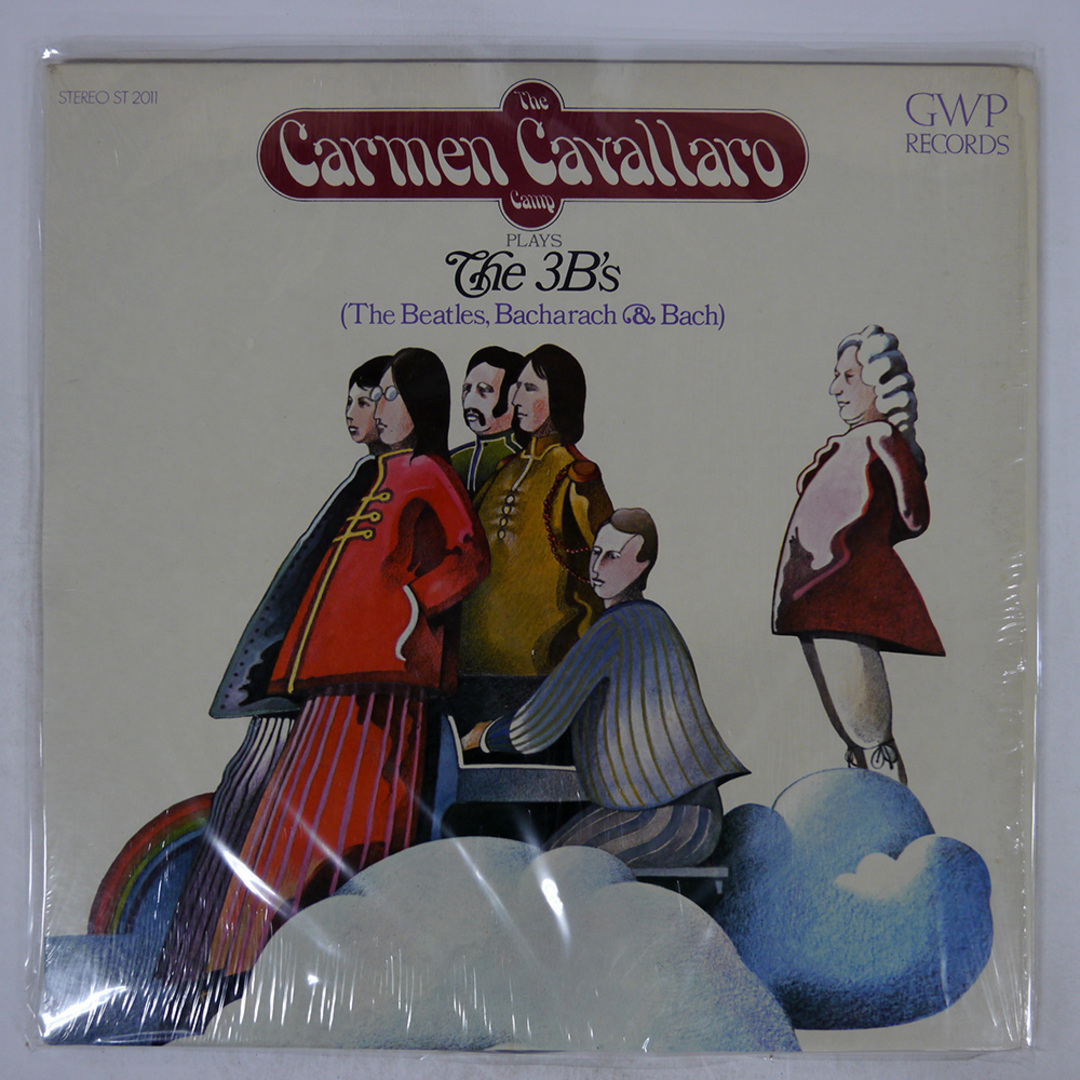 STEREO ST 2011
The
Carmen Cavallaro
Camp
GWP
RECORDS
PLAYS
The 3B's
(The Beatles, Bacharach & Bach)